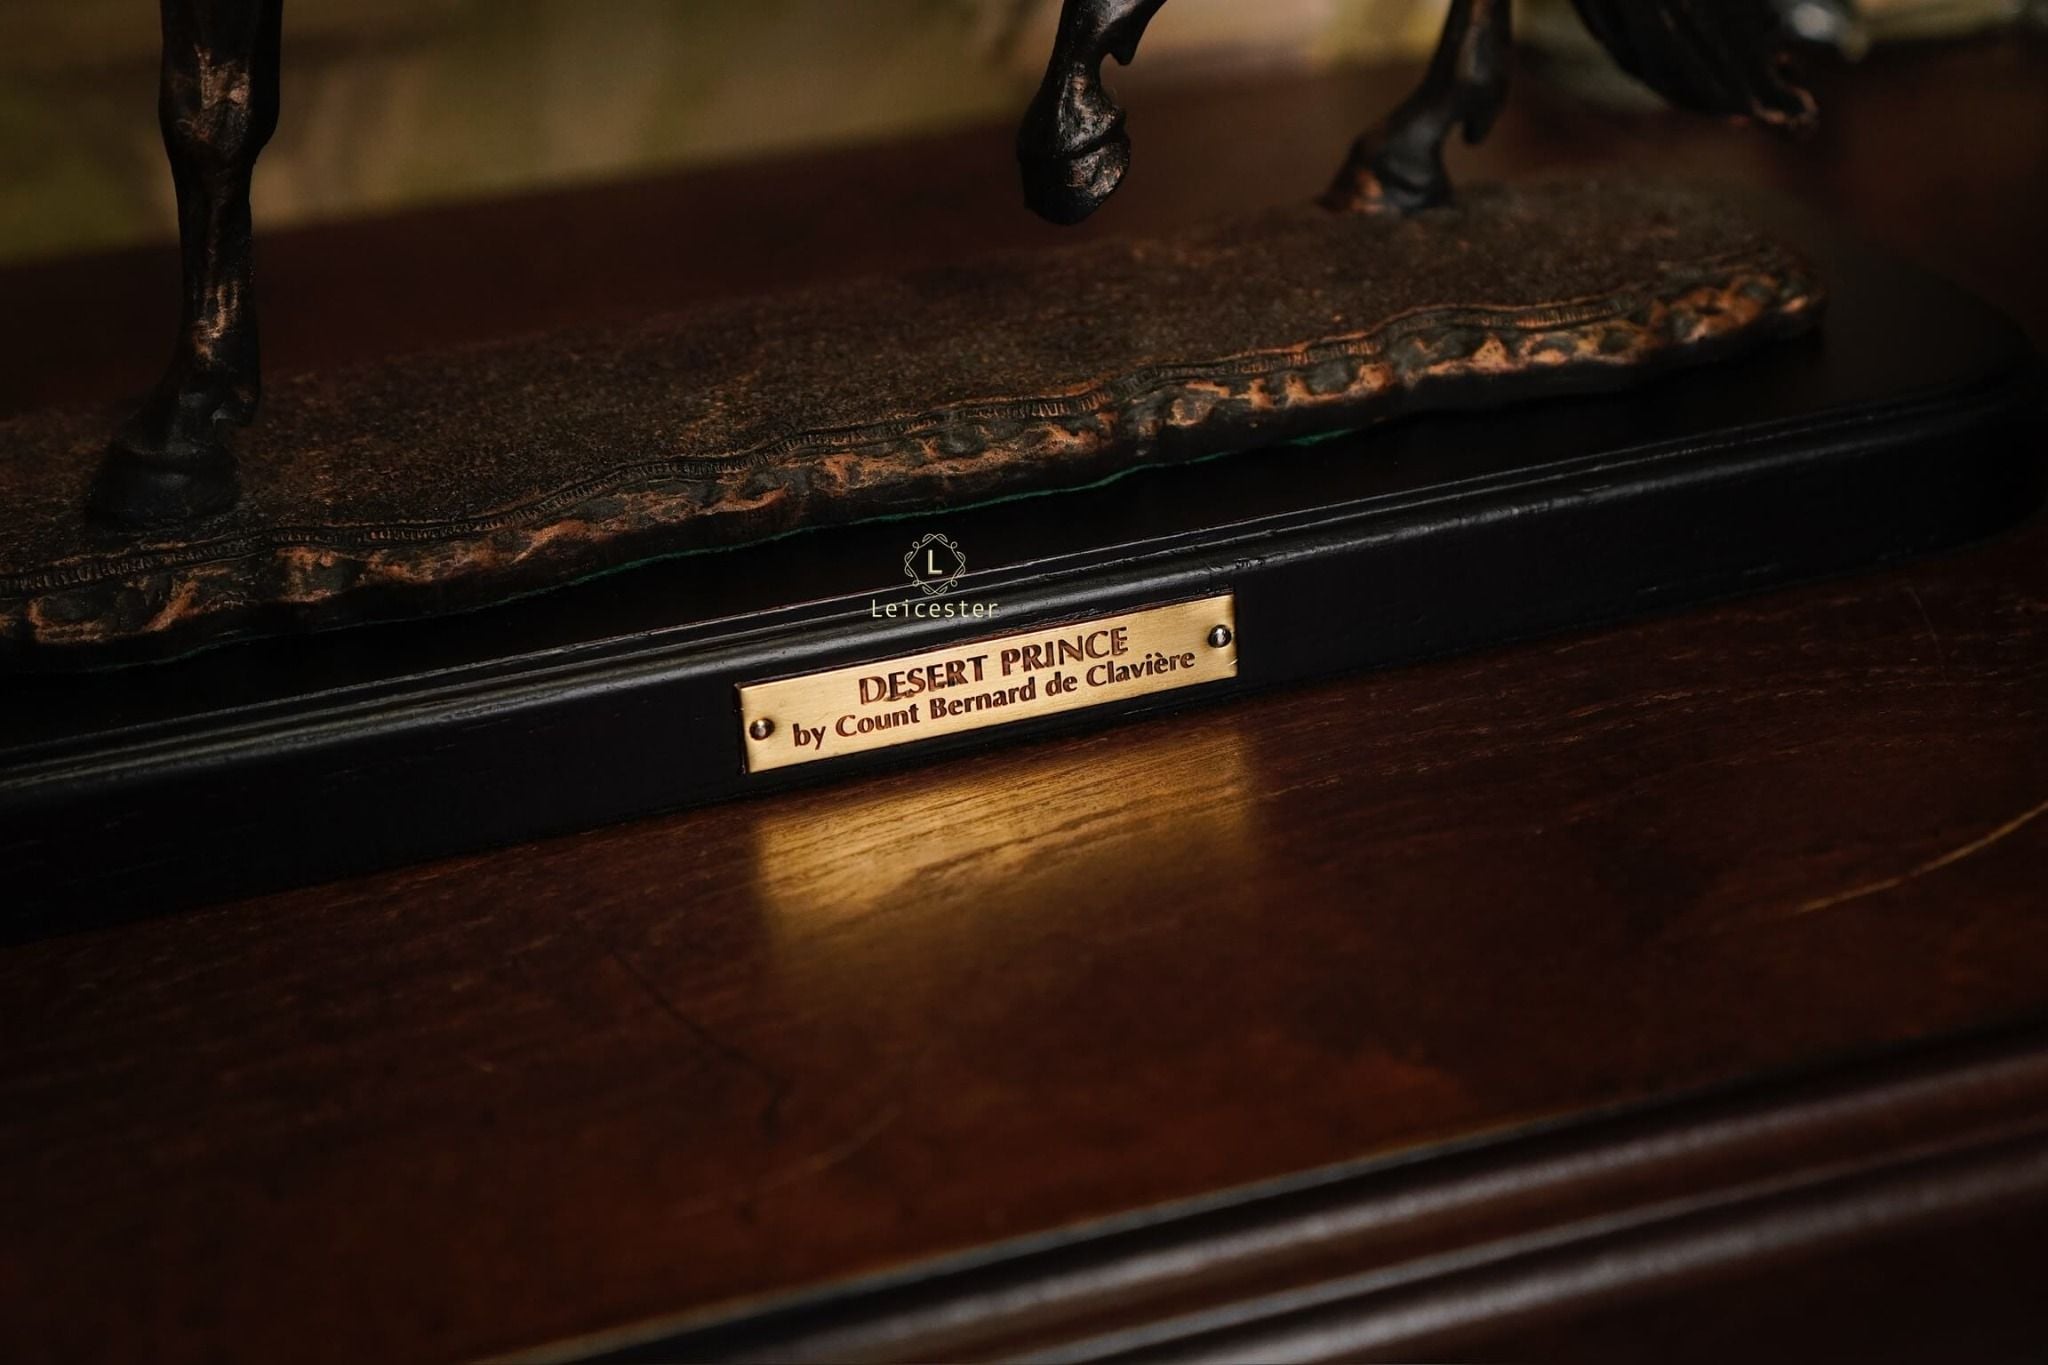 L
Leicester
DESERT PRINCE
by Count Bernard de Clavière